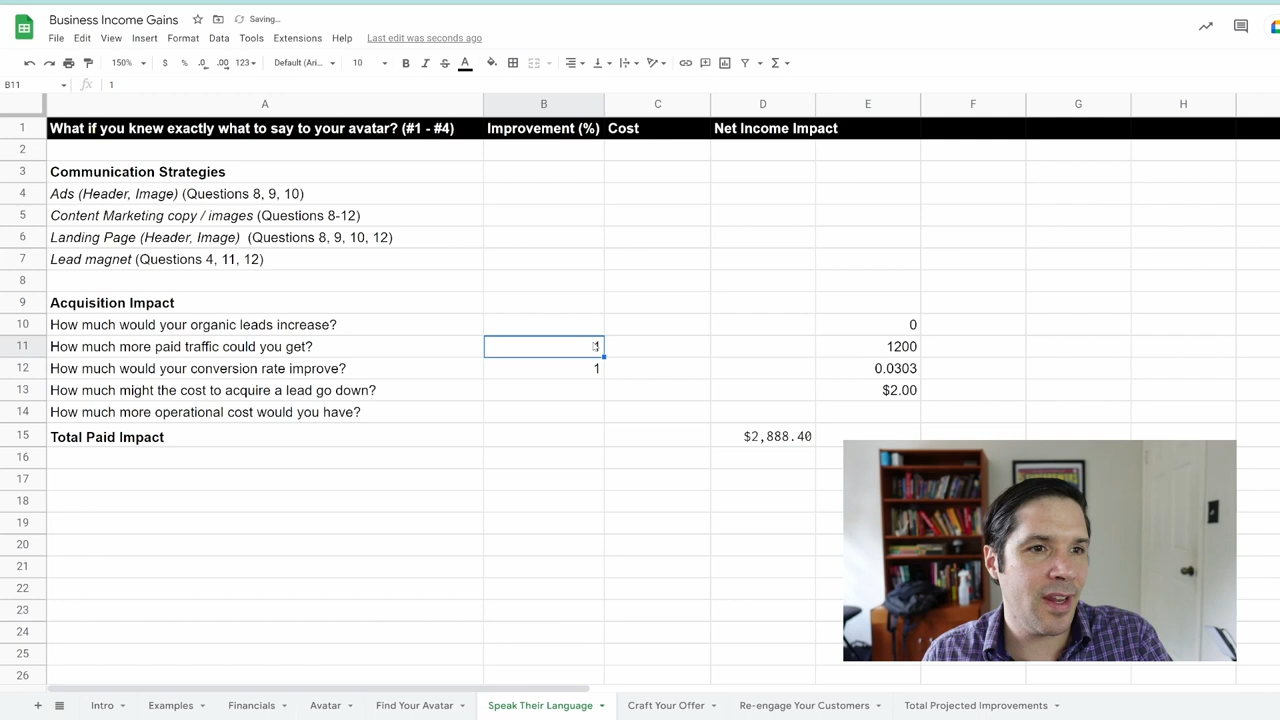 Business Income Gains Saving...
File Edit View Insert Format Data Tools Extensions Help Last edit was seconds ago
150% $ % .0 .00 123 Default (Ari... 10 B I S A
B11 fx 1
A B C D E F G H
1 What if you knew exactly what to say to your avatar? (#1 - #4) Improvement (%) Cost Net Income Impact
2
3 Communication Strategies
4 Ads (Header, Image) (Questions 8, 9, 10)
5 Content Marketing copy / images (Questions 8-12)
6 Landing Page (Header, Image) (Questions 8, 9, 10, 12)
7 Lead magnet (Questions 4, 11, 12)
8
9 Acquisition Impact
10 How much would your organic leads increase? 0
11 How much more paid traffic could you get? 1 1200
12 How much would your conversion rate improve? 1 0.0303
13 How much might the cost to acquire a lead go down? $2.00
14 How much more operational cost would you have?
15 Total Paid Impact $2,888.40
16
17
18
19
20
21
22
23
24
25
26
Intro Examples Financials Avatar Find Your Avatar Speak Their Language Craft Your Offer Re-engage Your Customers Total Projected Improvements